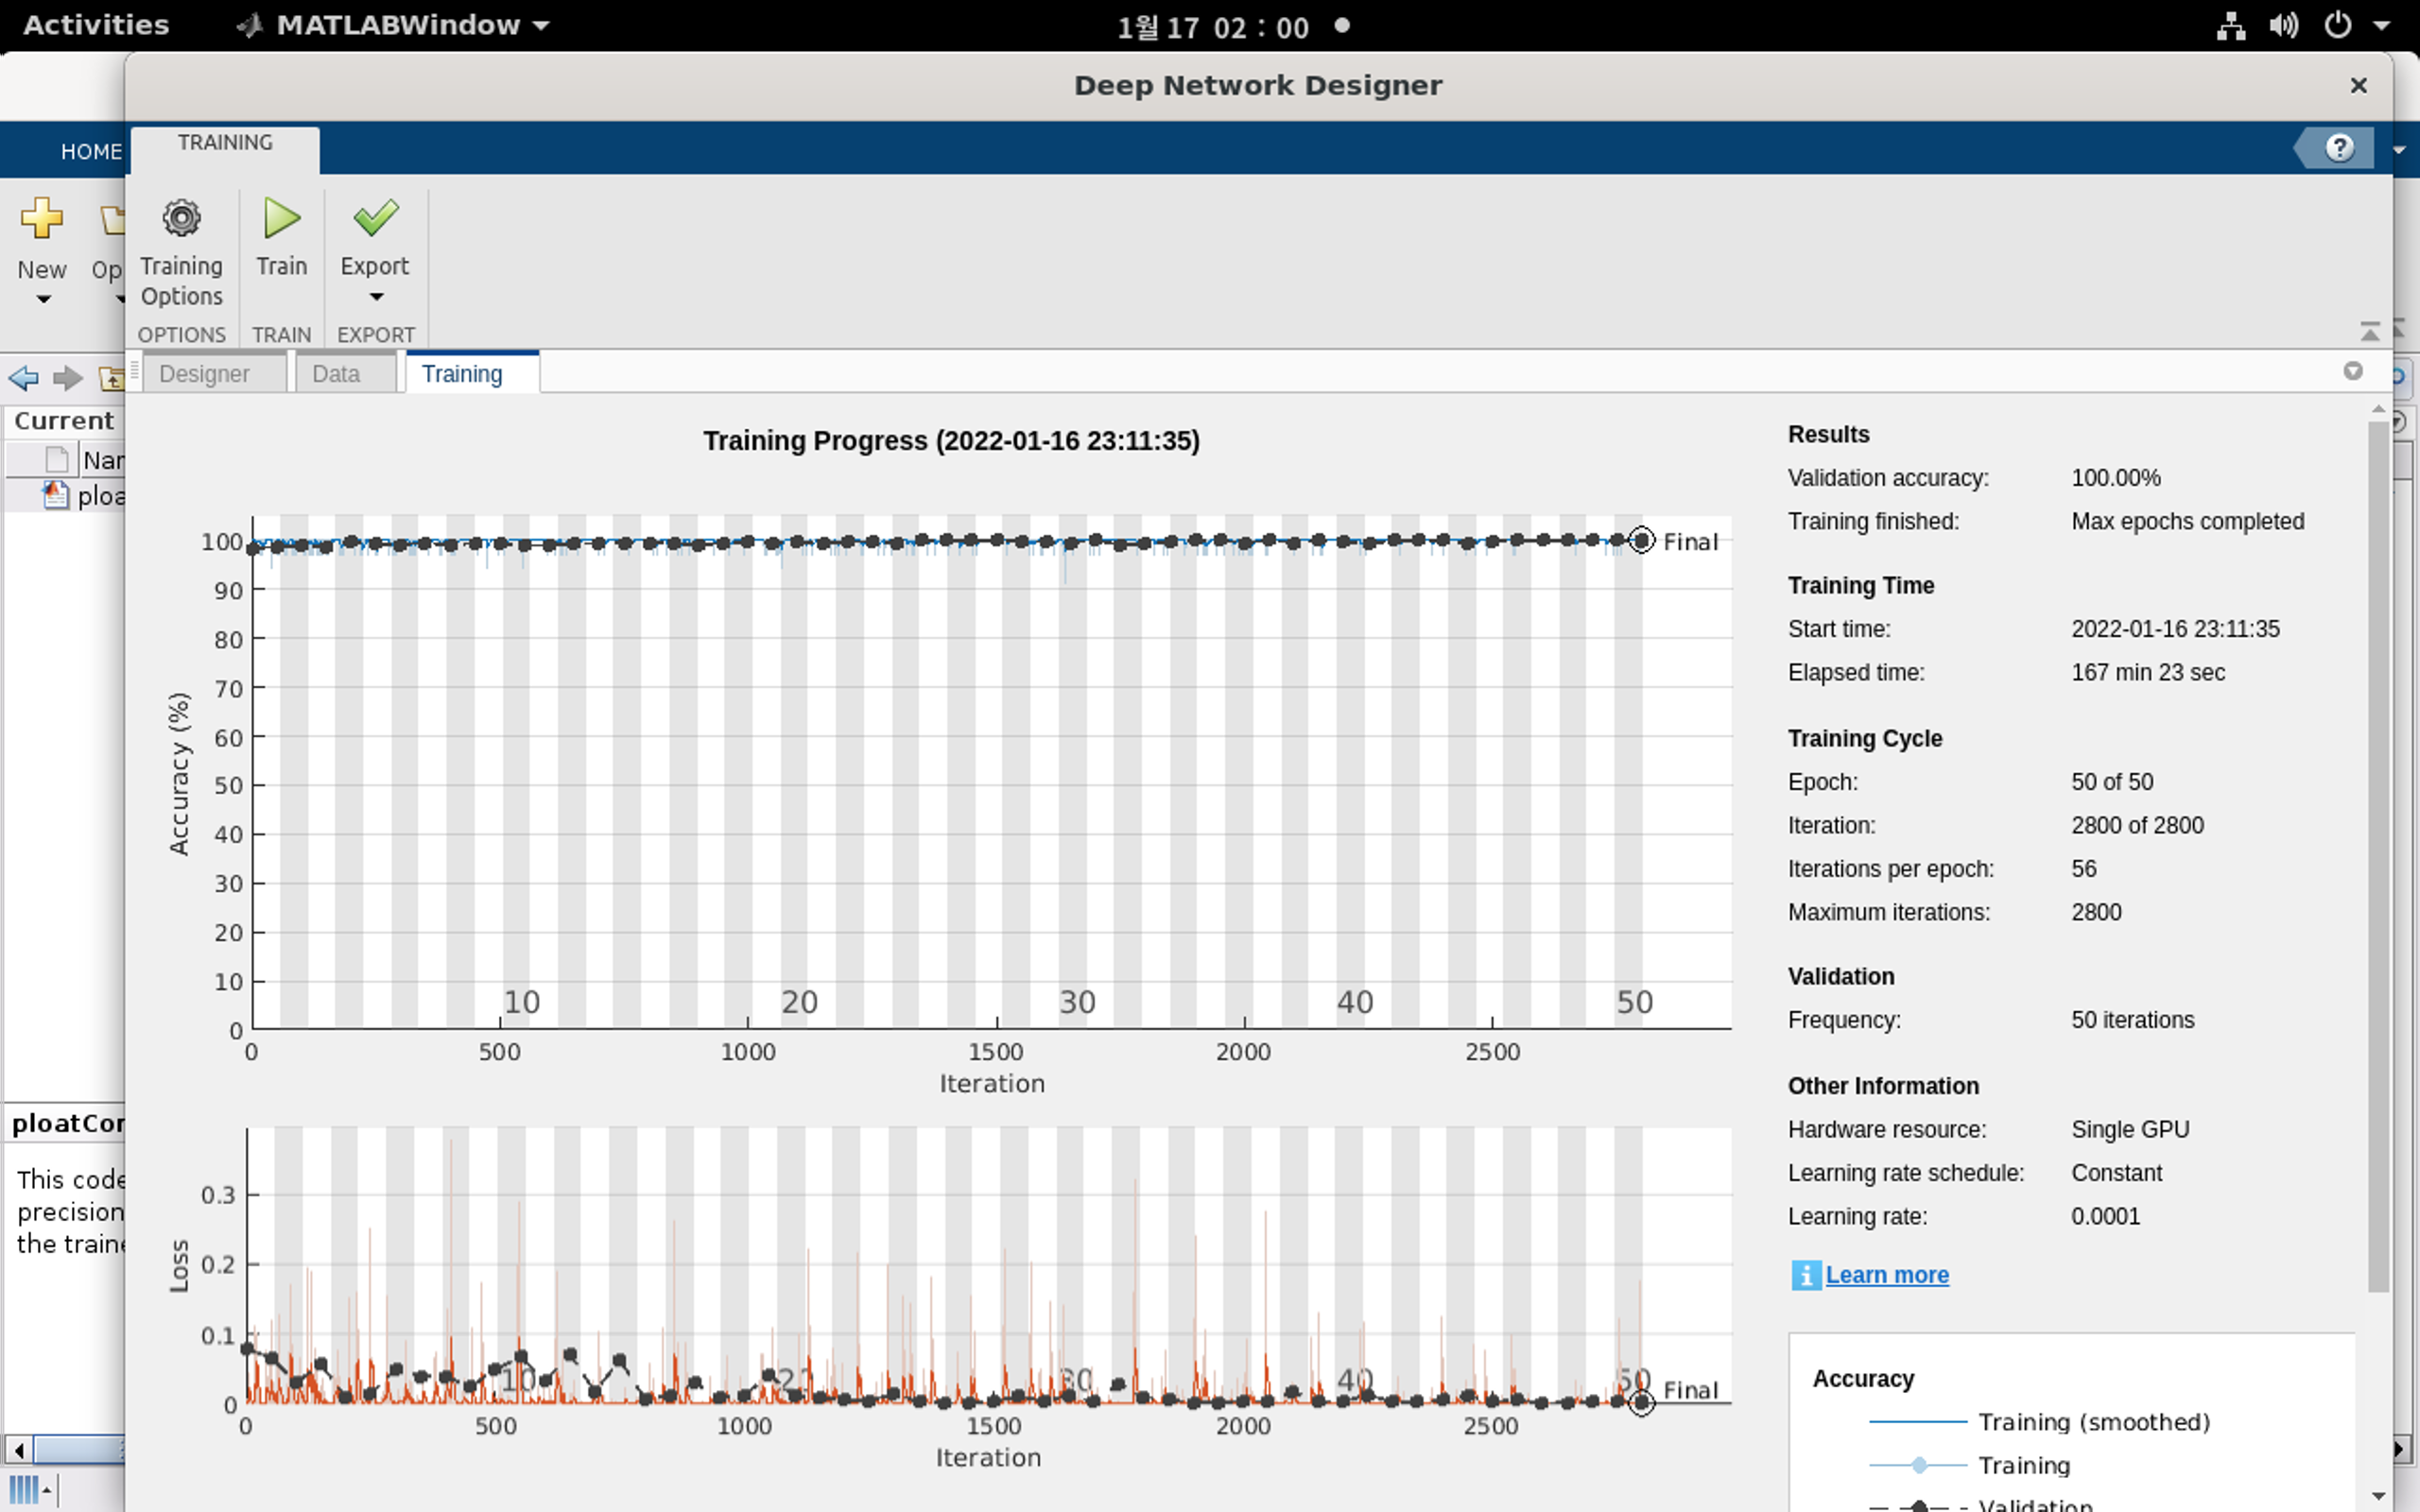 Activities MATLABWindow 1월 17 02 : 00
Deep Network Designer
HOME TRAINING
New
Training Options
Train
Export
OPTIONS TRAIN EXPORT
Designer Data Training
Current
Training Progress (2022-01-16 23:11:35)
100
90
80
70
60
50
40
30
20
10
0
Accuracy (%)
Final
10 20 30 40 50
0 500 1000 1500 2000 2500
Iteration
0.3
0.2
0.1
0
Loss
10 30 40 50
Final
0 500 1000 1500 2000 2500
Iteration
This code
precision
Results
Validation accuracy: 100.00%
Training finished: Max epochs completed
Training Time
Start time: 2022-01-16 23:11:35
Elapsed time: 167 min 23 sec
Training Cycle
Epoch: 50 of 50
Iteration: 2800 of 2800
Iterations per epoch: 56
Maximum iterations: 2800
Validation
Frequency: 50 iterations
Other Information
Hardware resource: Single GPU
Learning rate schedule: Constant
Learning rate: 0.0001
Learn more
Accuracy
Training (smoothed)
Training
Validation